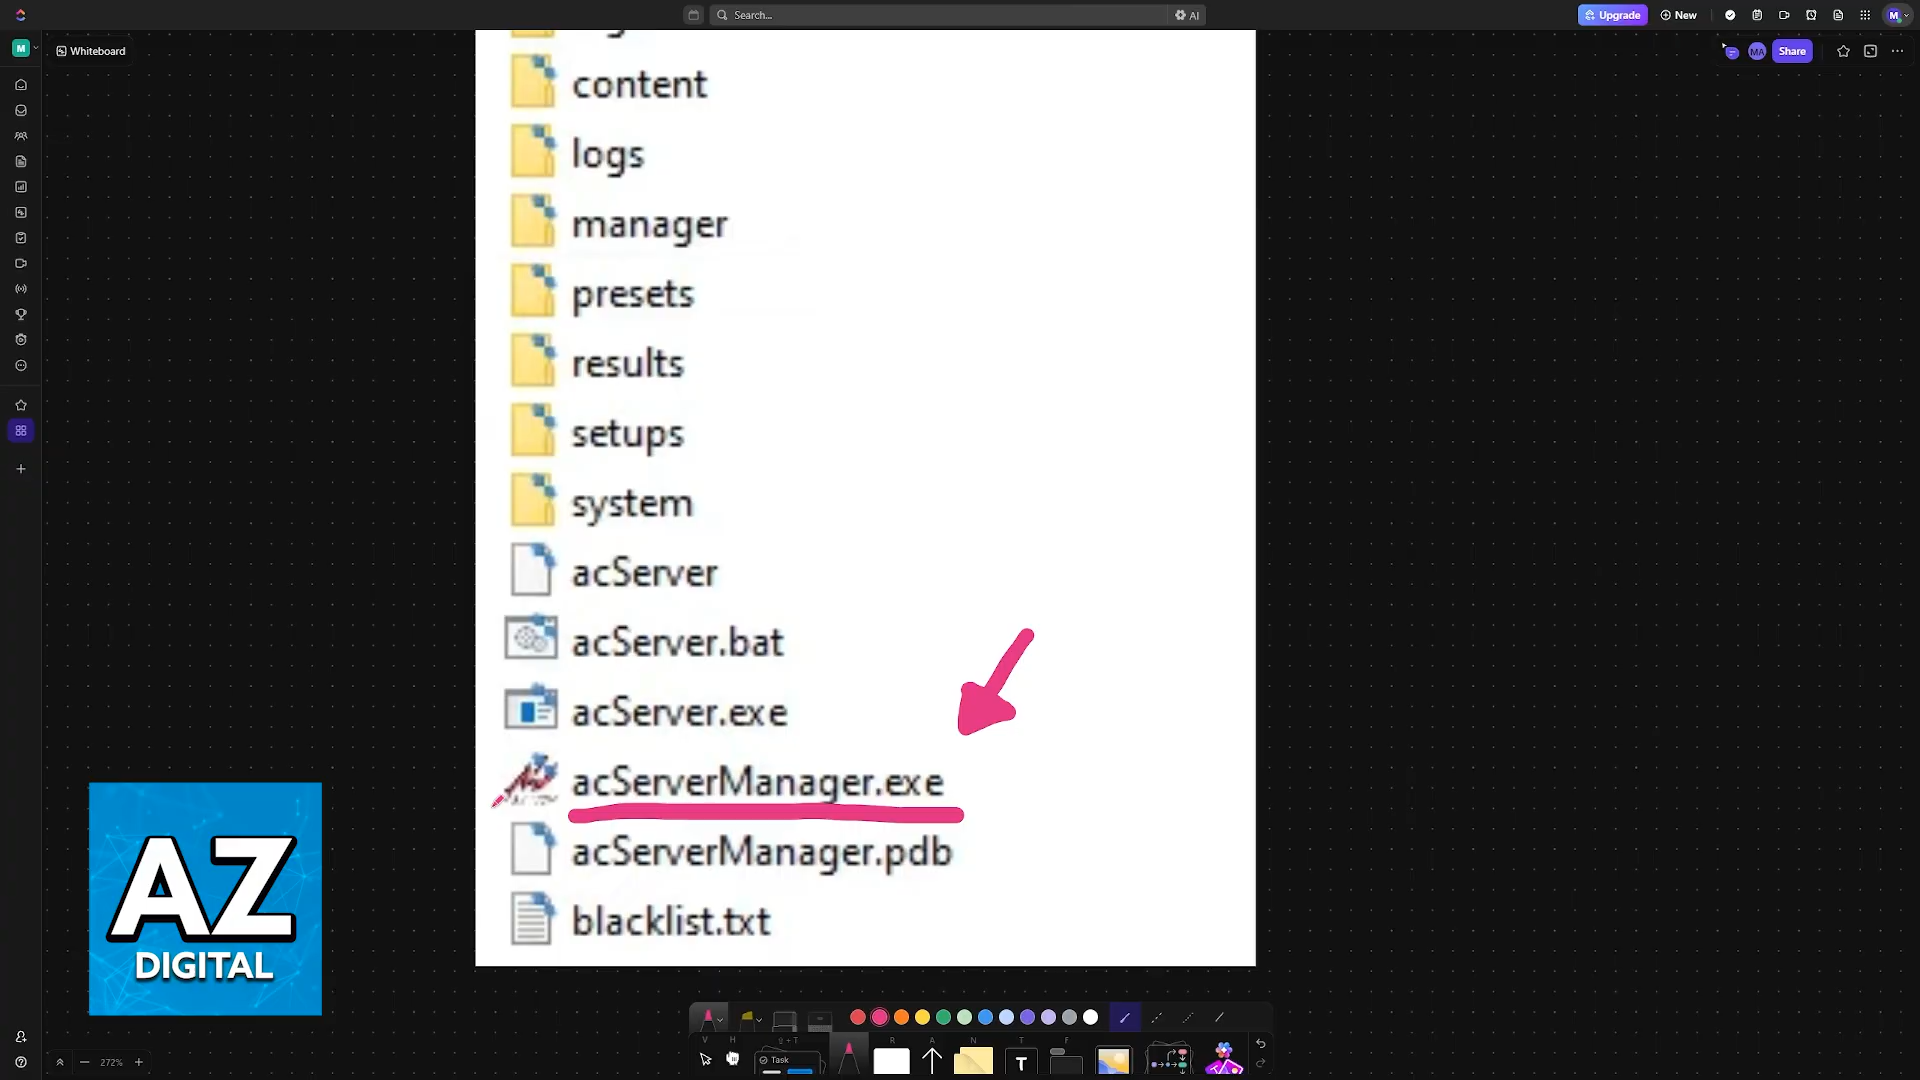 Search...
AI
Upgrade
New
M
M
Whiteboard
MA
Share
content
logs
manager
presets
results
setups
system
acServer
acServer.bat
acServer.exe
acServerManager.exe
acServerManager.pdb
blacklist.txt
AZ
DIGITAL
V
H
⇧+T
R
A
N
T
F
Task
T
272%